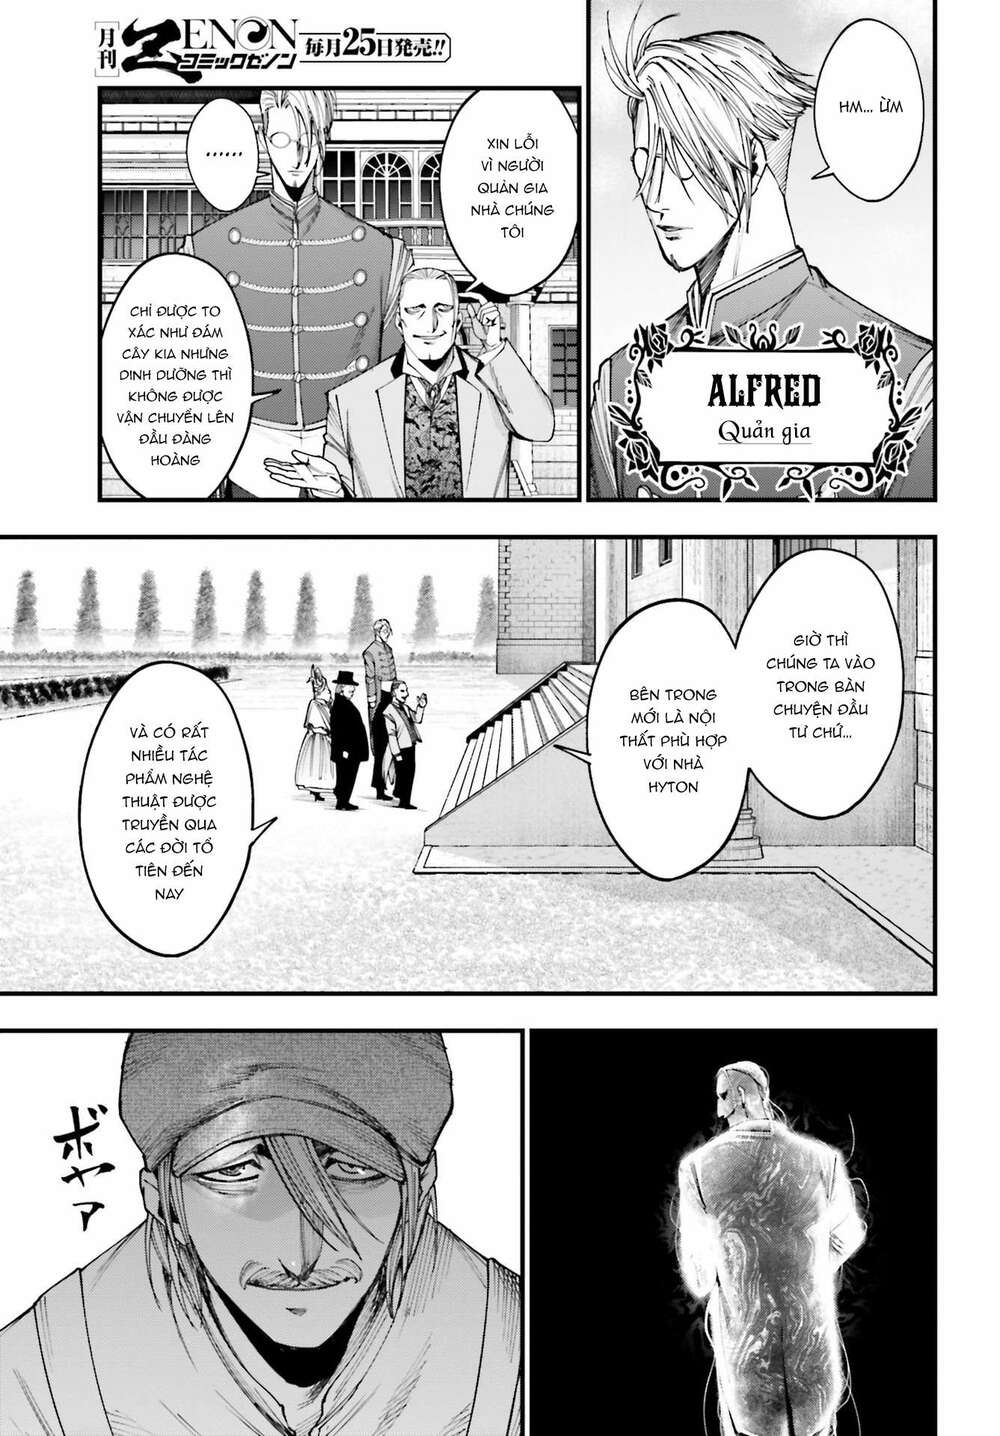 月刊
ZENON
コミックゼノン
毎月25日発売!!
HM... ỪM
ALFRED
Quản gia
XIN LỖI
VÌ NGƯỜI
QUẢN GIA
NHÀ CHÚNG
TÔI
......
CHỈ ĐƯỢC TO
XÁC NHƯ ĐÁM
CÂY KIA NHƯNG
DINH DƯỠNG THÌ
KHÔNG ĐƯỢC
VẬN CHUYỂN LÊN
ĐẦU ĐÀNG
HOÀNG
GIỜ THÌ
CHÚNG TA VÀO
TRONG BÀN
CHUYỆN ĐẦU
TƯ CHỨ...
BÊN TRONG
MỚI LÀ NỘI
THẤT PHÙ HỢP
VỚI NHÀ
HYTON
VÀ CÓ RẤT
NHIỀU TÁC
PHẨM NGHỆ
THUẬT ĐƯỢC
TRUYỀN QUA
CÁC ĐỜI TỔ
TIÊN ĐẾN
NAY
ボヤァ